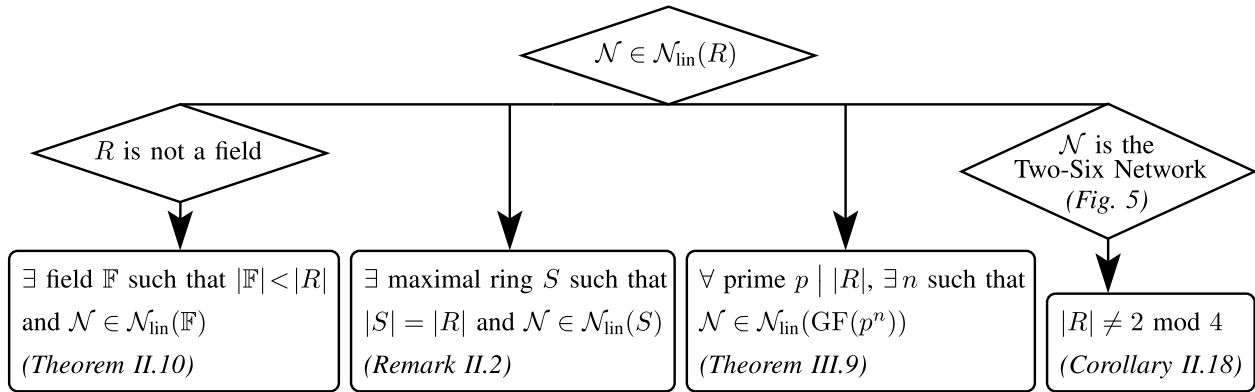 𝒩 ∈ 𝒩_lin(R)
R is not a field
𝒩 is the
Two-Six Network
(Fig. 5)
∃ field 𝔽 such that |𝔽| < |R|
and 𝒩 ∈ 𝒩_lin(𝔽)
(Theorem II.10)
∃ maximal ring S such that
|S| = |R| and 𝒩 ∈ 𝒩_lin(S)
(Remark II.2)
∀ prime p | |R|, ∃ n such that
𝒩 ∈ 𝒩_lin(GF(pⁿ))
(Theorem III.9)
|R| ≠ 2 mod 4
(Corollary II.18)